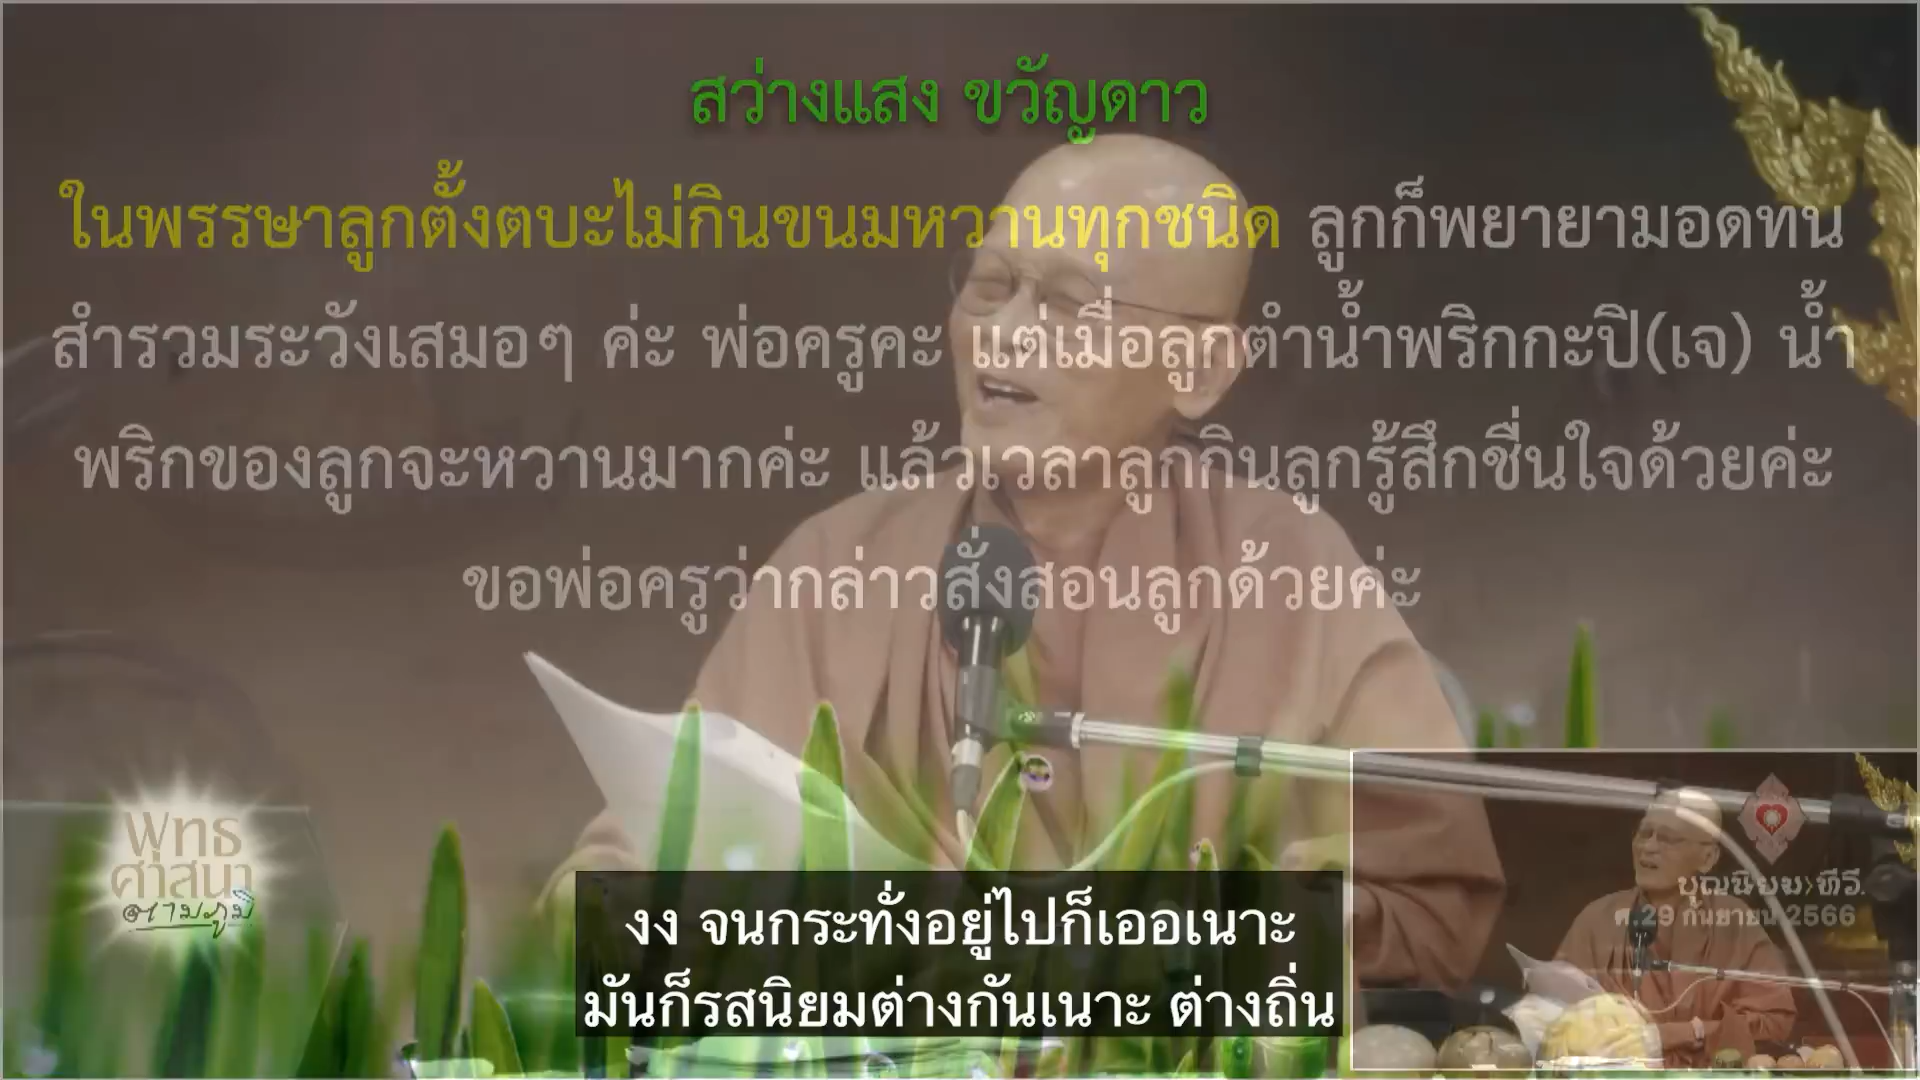 สว่างแสง ขวัญดาว
ในพรรษาลูกตั้งตบะไม่กินขนมหวานทุกชนิด ลูกก็พยายามอดทน
สำรวมระวังเสมอๆ ค่ะ พ่อครูคะ แต่เมื่อลูกตำน้ำพริกกะปิ(เจ) น้ำ
พริกของลูกจะหวานมากค่ะ แล้วเวลาลูกกินลูกรู้สึกชื่นใจด้วยค่ะ
ขอพ่อครูว่ากล่าวสั่งสอนลูกด้วยค่ะ
พุทธ
ศาสนา
ตามภูมิ
บุญนิยมทีวี
ศ.29 กันยายน 2566
งง จนกระทั่งอยู่ไปก็เออเนาะ
มันก็รสนิยมต่างกันเนาะ ต่างถิ่น